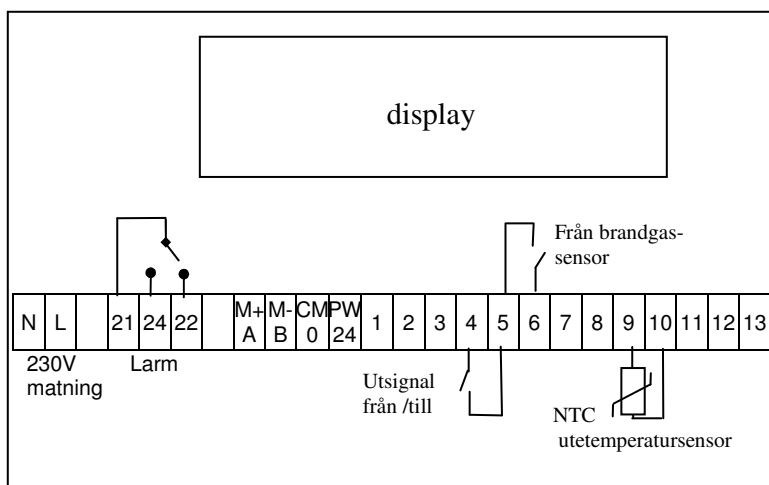 display
Från brandgas-
sensor
N L 21 24 22 M+ A M- B CM 0 PW 24 1 2 3 4 5 6 7 8 9 10 11 12 13
230V
matning
Larm
Utsignal
från /till
NTC
utetemperatursensor